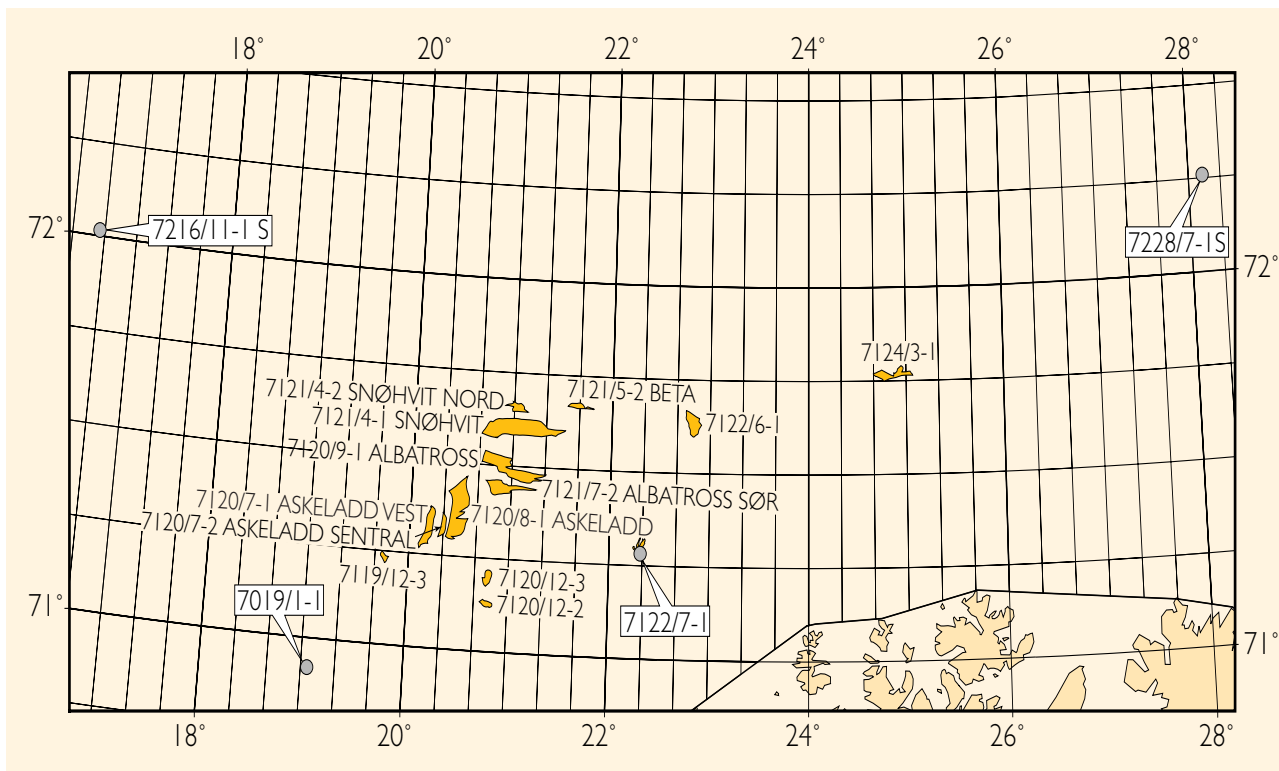 18° 20° 22° 24° 26° 28°
72°
7216/11-1 S
7228/7-1S
72°
7124/3-1
7121/4-2 SNØHVIT NORD
7121/5-2 BETA
7121/4-1 SNØHVIT
7122/6-1
7120/9-1 ALBATROSS
7121/7-2 ALBATROSS SØR
7120/7-1 ASKELADD VEST
7120/8-1 ASKELADD
7120/7-2 ASKELADD SENTRAL
7119/12-3
7120/12-3
7120/12-2
7019/1-1
7122/7-1
71°
71°
18° 20° 22° 24° 26° 28°